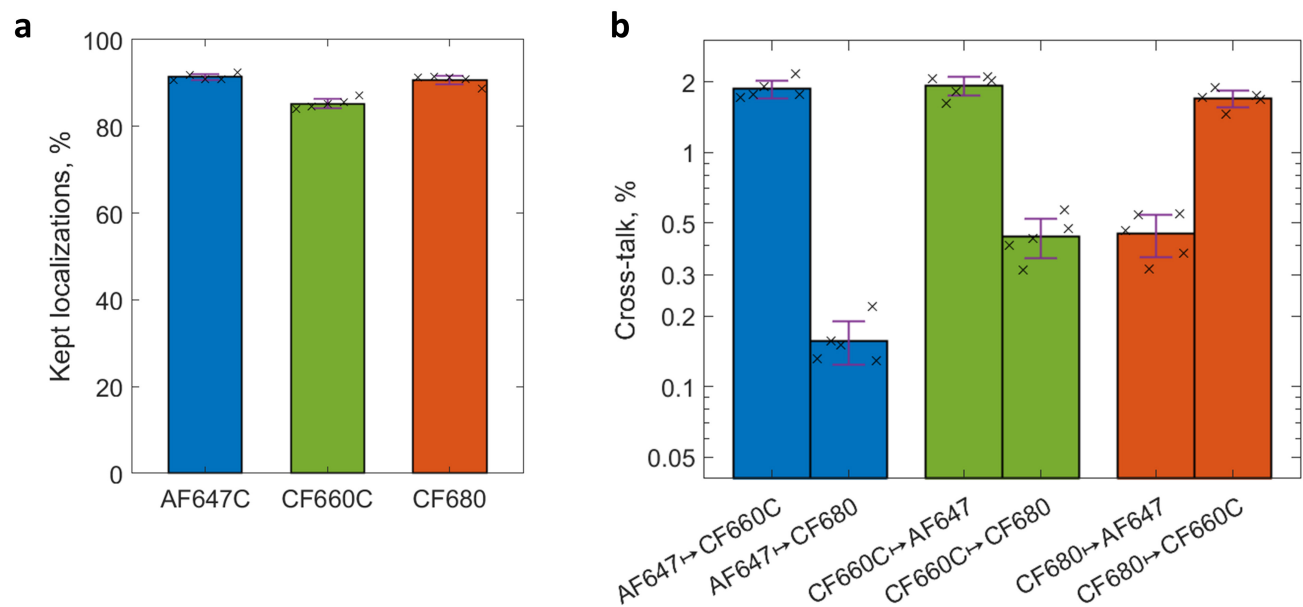 a
100
80
60
40
20
0
Kept localizations, %
AF647C
CF660C
CF680
b
2
1
0.5
0.3
0.2
0.1
0.05
Cross-talk, %
AF647↦CF660C
AF647↦CF680
CF660C↦AF647
CF660C↦CF680
CF680↦AF647
CF680↦CF660C